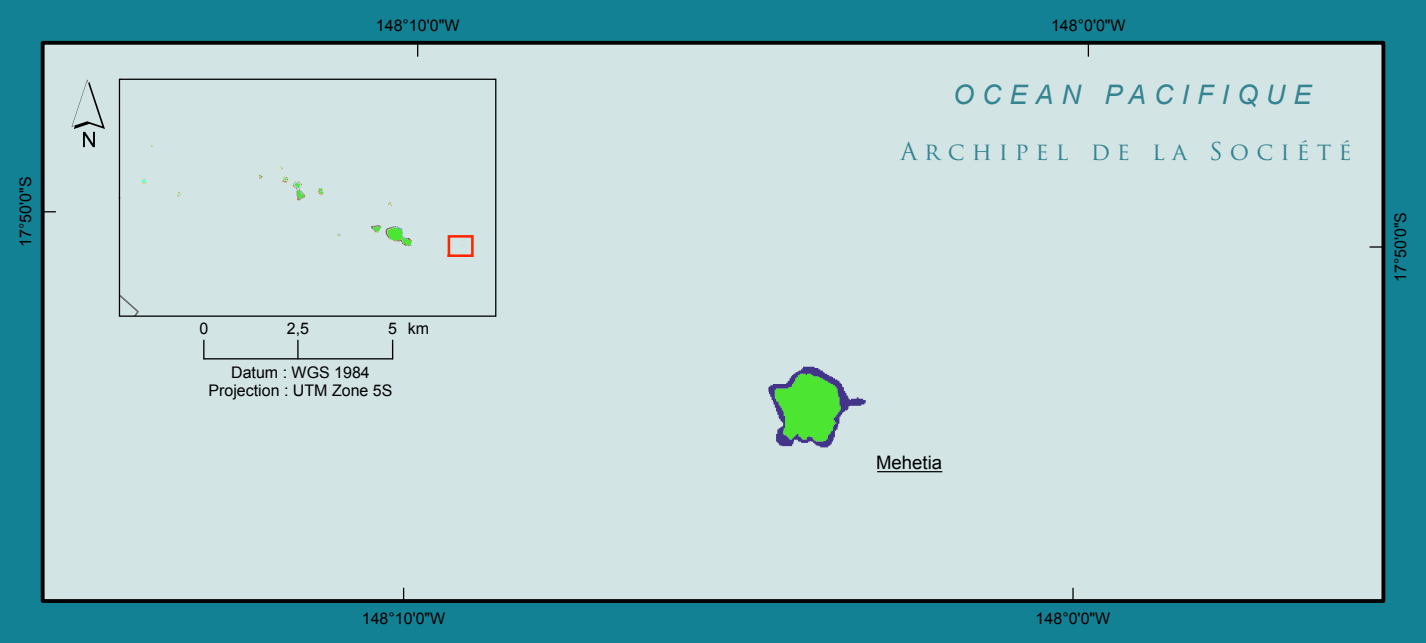 148°10'0"W
148°0'0"W
OCEAN PACIFIQUE
ARCHIPEL DE LA SOCIÉTÉ
N
17°50'0"S
17°50'0"S
0 2,5 5 km
Datum : WGS 1984
Projection : UTM Zone 5S
Mehetia
148°10'0"W
148°0'0"W